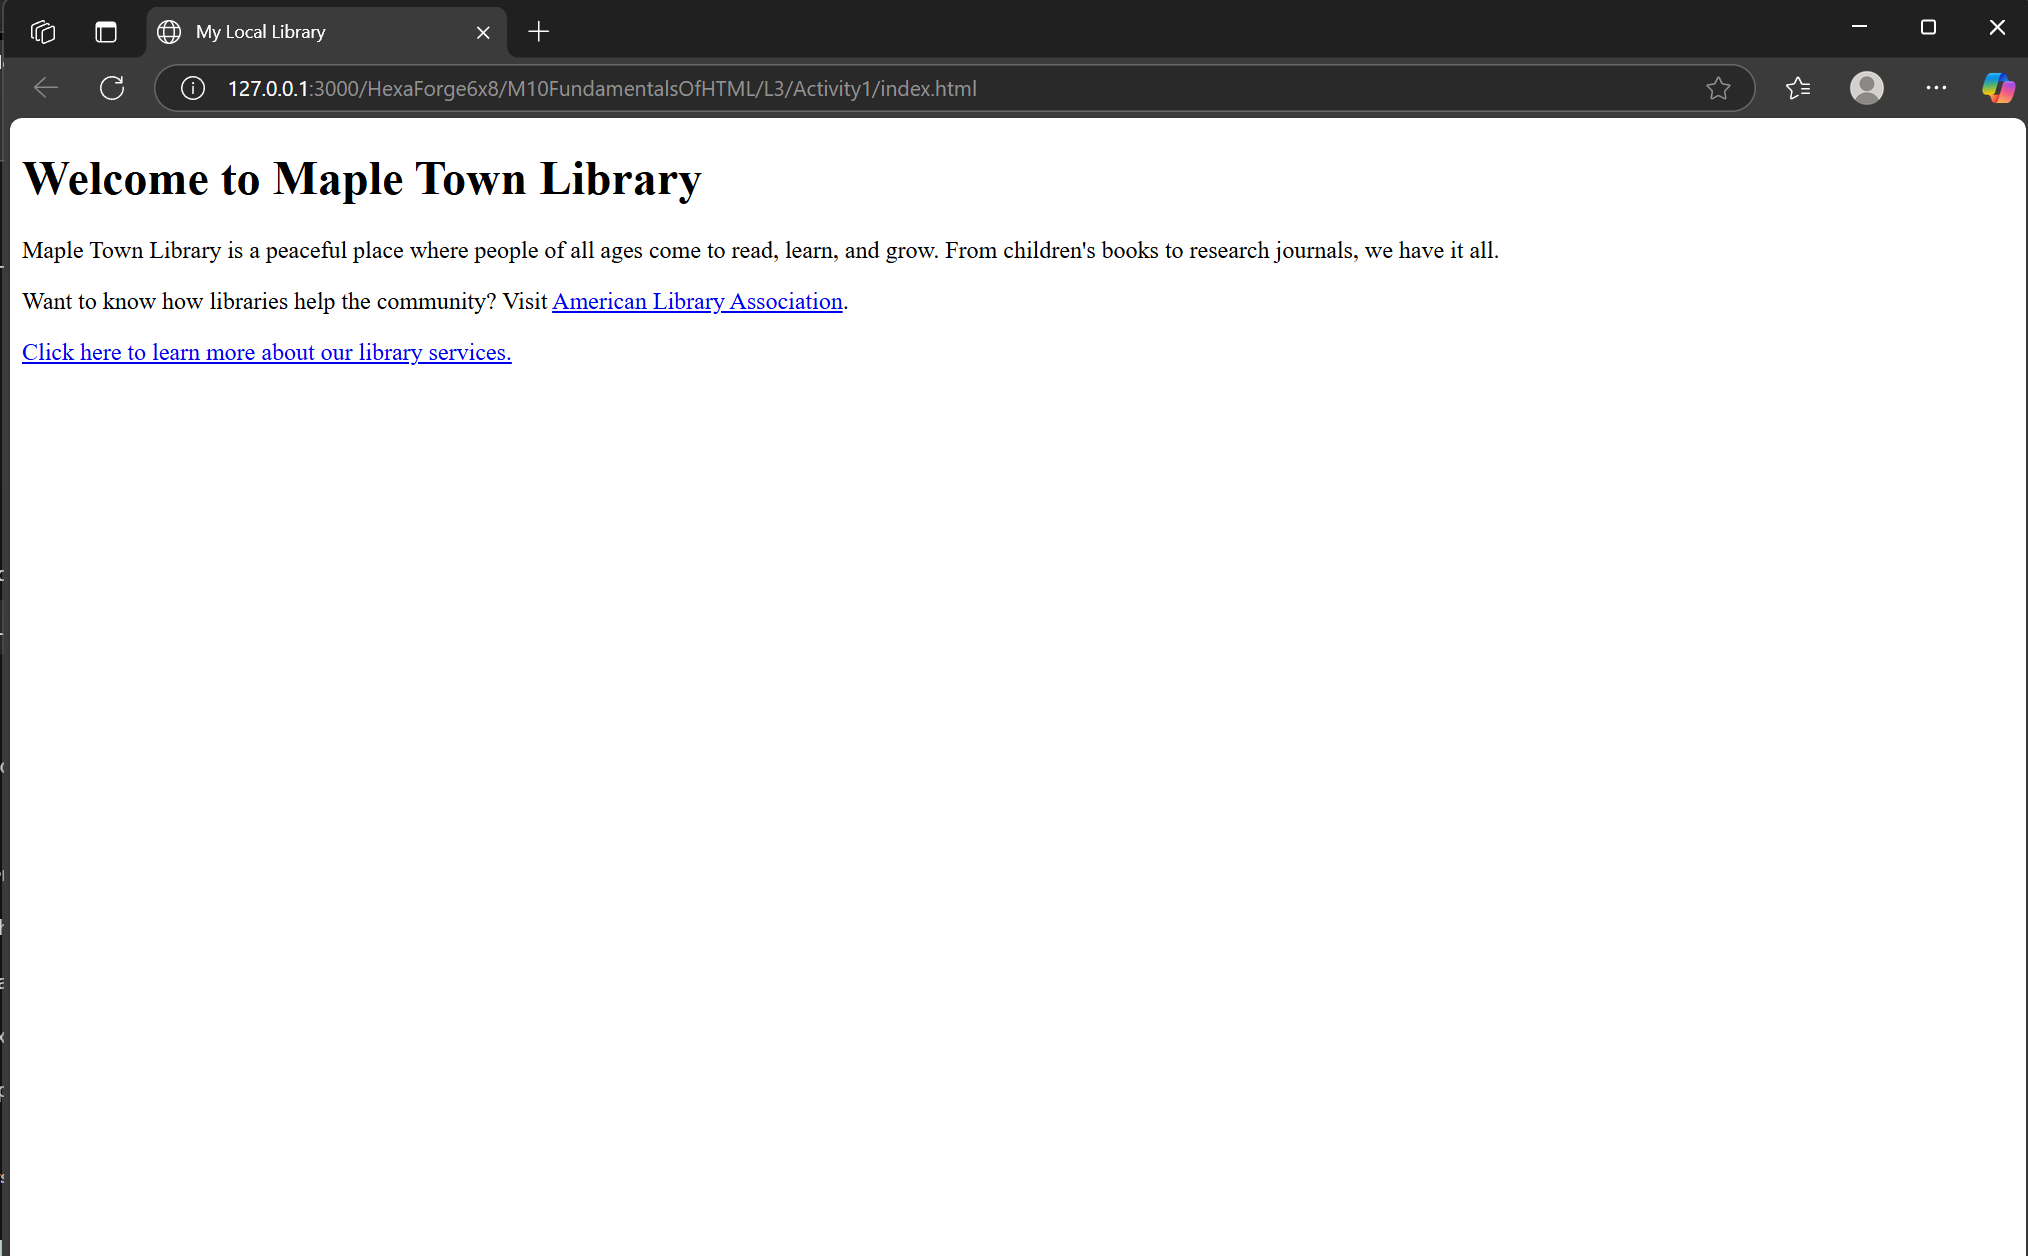 My Local Library
127.0.0.1:3000/HexaForge6x8/M10FundamentalsOfHTML/L3/Activity1/index.html
Welcome to Maple Town Library
Maple Town Library is a peaceful place where people of all ages come to read, learn, and grow. From children's books to research journals, we have it all.
Want to know how libraries help the community? Visit American Library Association.
Click here to learn more about our library services.